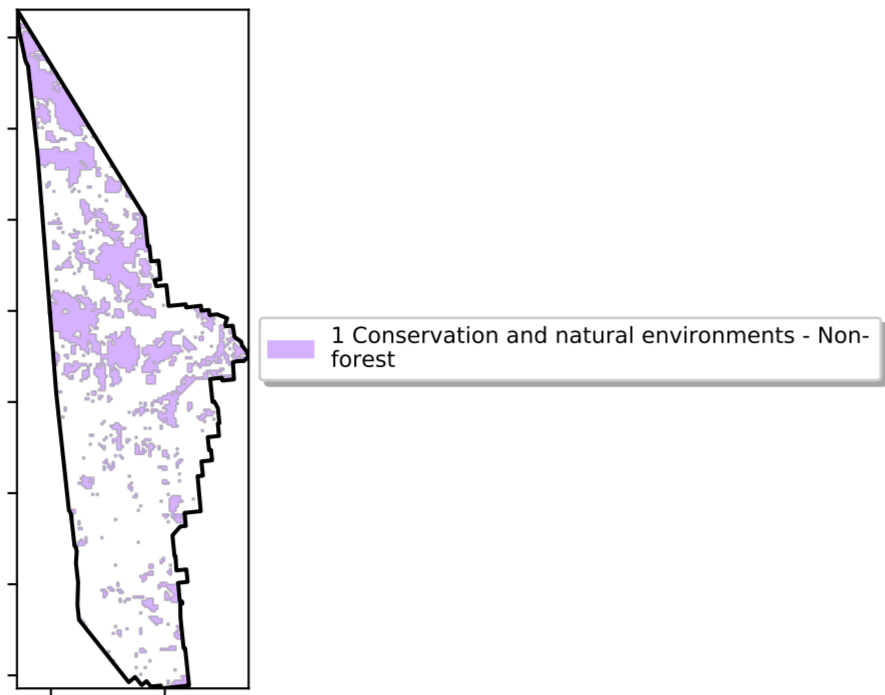 1 Conservation and natural environments - Non-
forest